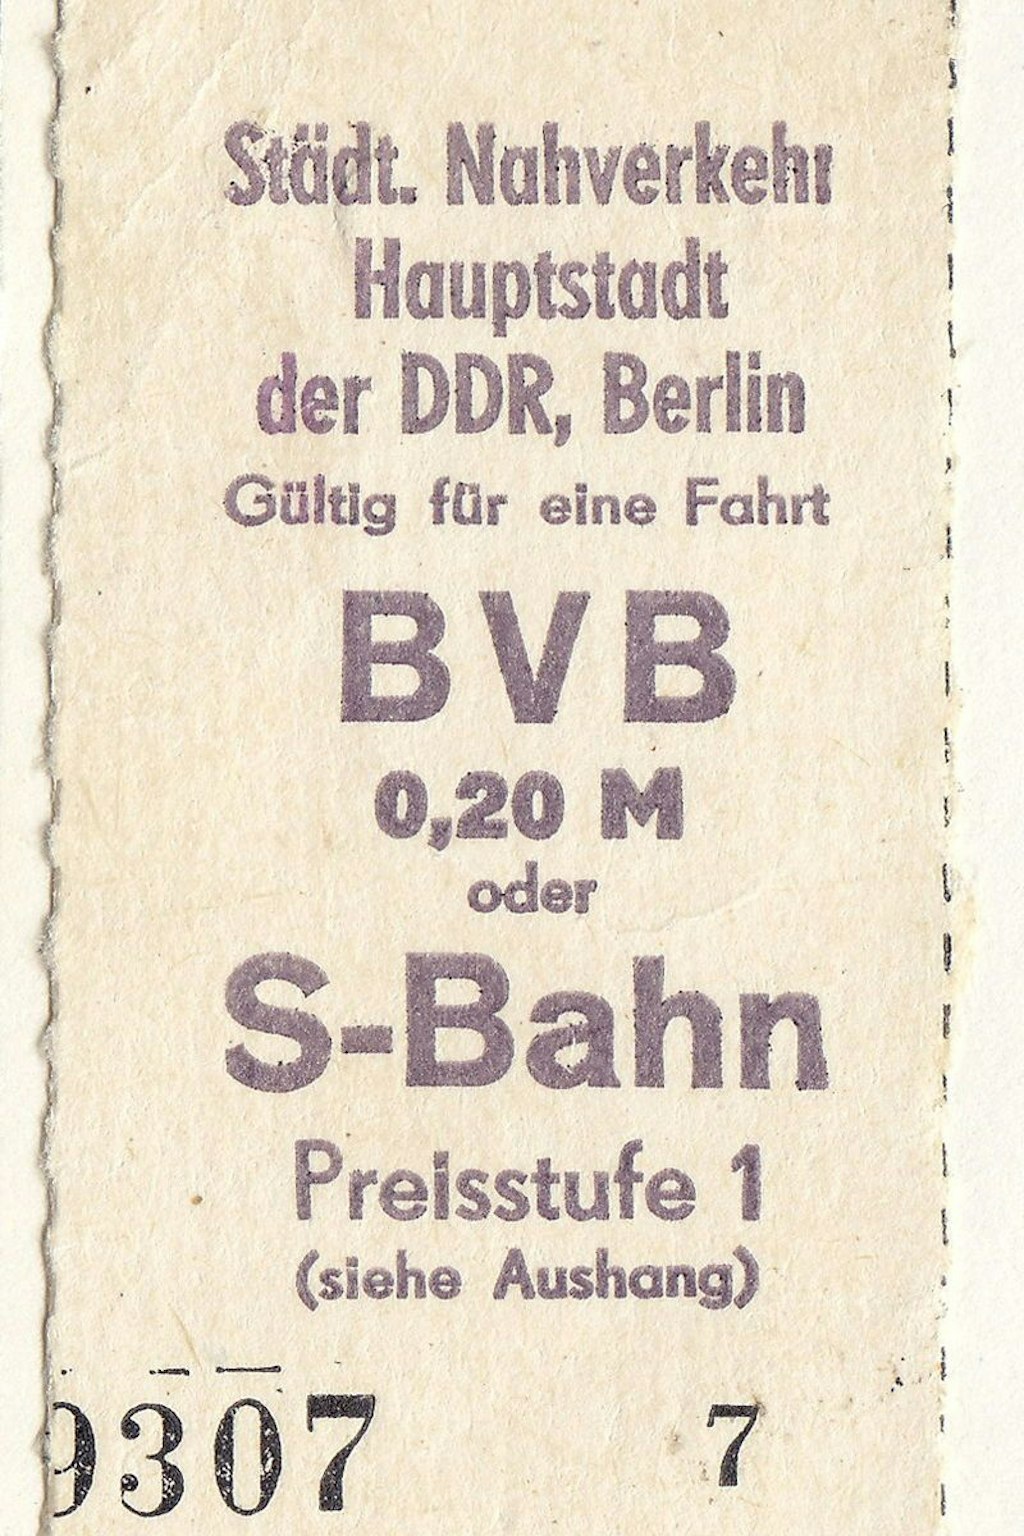 Städt. Nahverkehr
Hauptstadt
der DDR, Berlin
Gültig für eine Fahrt
BVB
0,20 M
oder
S-Bahn
Preisstufe 1
(siehe Aushang)
9307 7